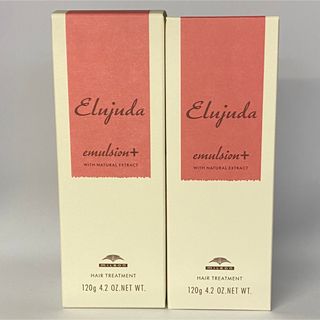 Elujuda
emulsion+
WITH NATURAL EXTRACT
milbon
HAIR TREATMENT
120g 4.2 OZ.NET WT.
Elujuda
emulsion+
WITH NATURAL EXTRACT
milbon
HAIR TREATMENT
120g 4.2 OZ.NET WT.